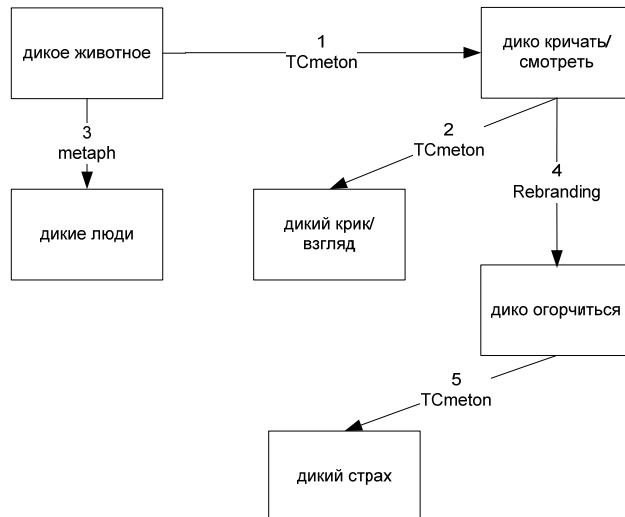 дикое животное
1
TCmeton
дико кричать/
смотреть
3
metaph
2
TCmeton
4
Rebranding
дикие люди
дикий крик/
взгляд
дико огорчиться
5
TCmeton
дикий страх